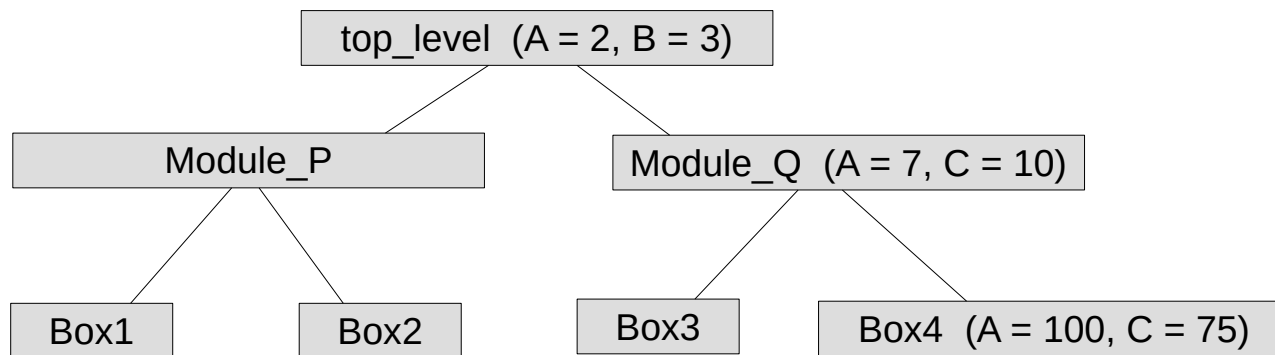 top_level (A = 2, B = 3)
Module_P
Module_Q (A = 7, C = 10)
Box1
Box2
Box3
Box4 (A = 100, C = 75)